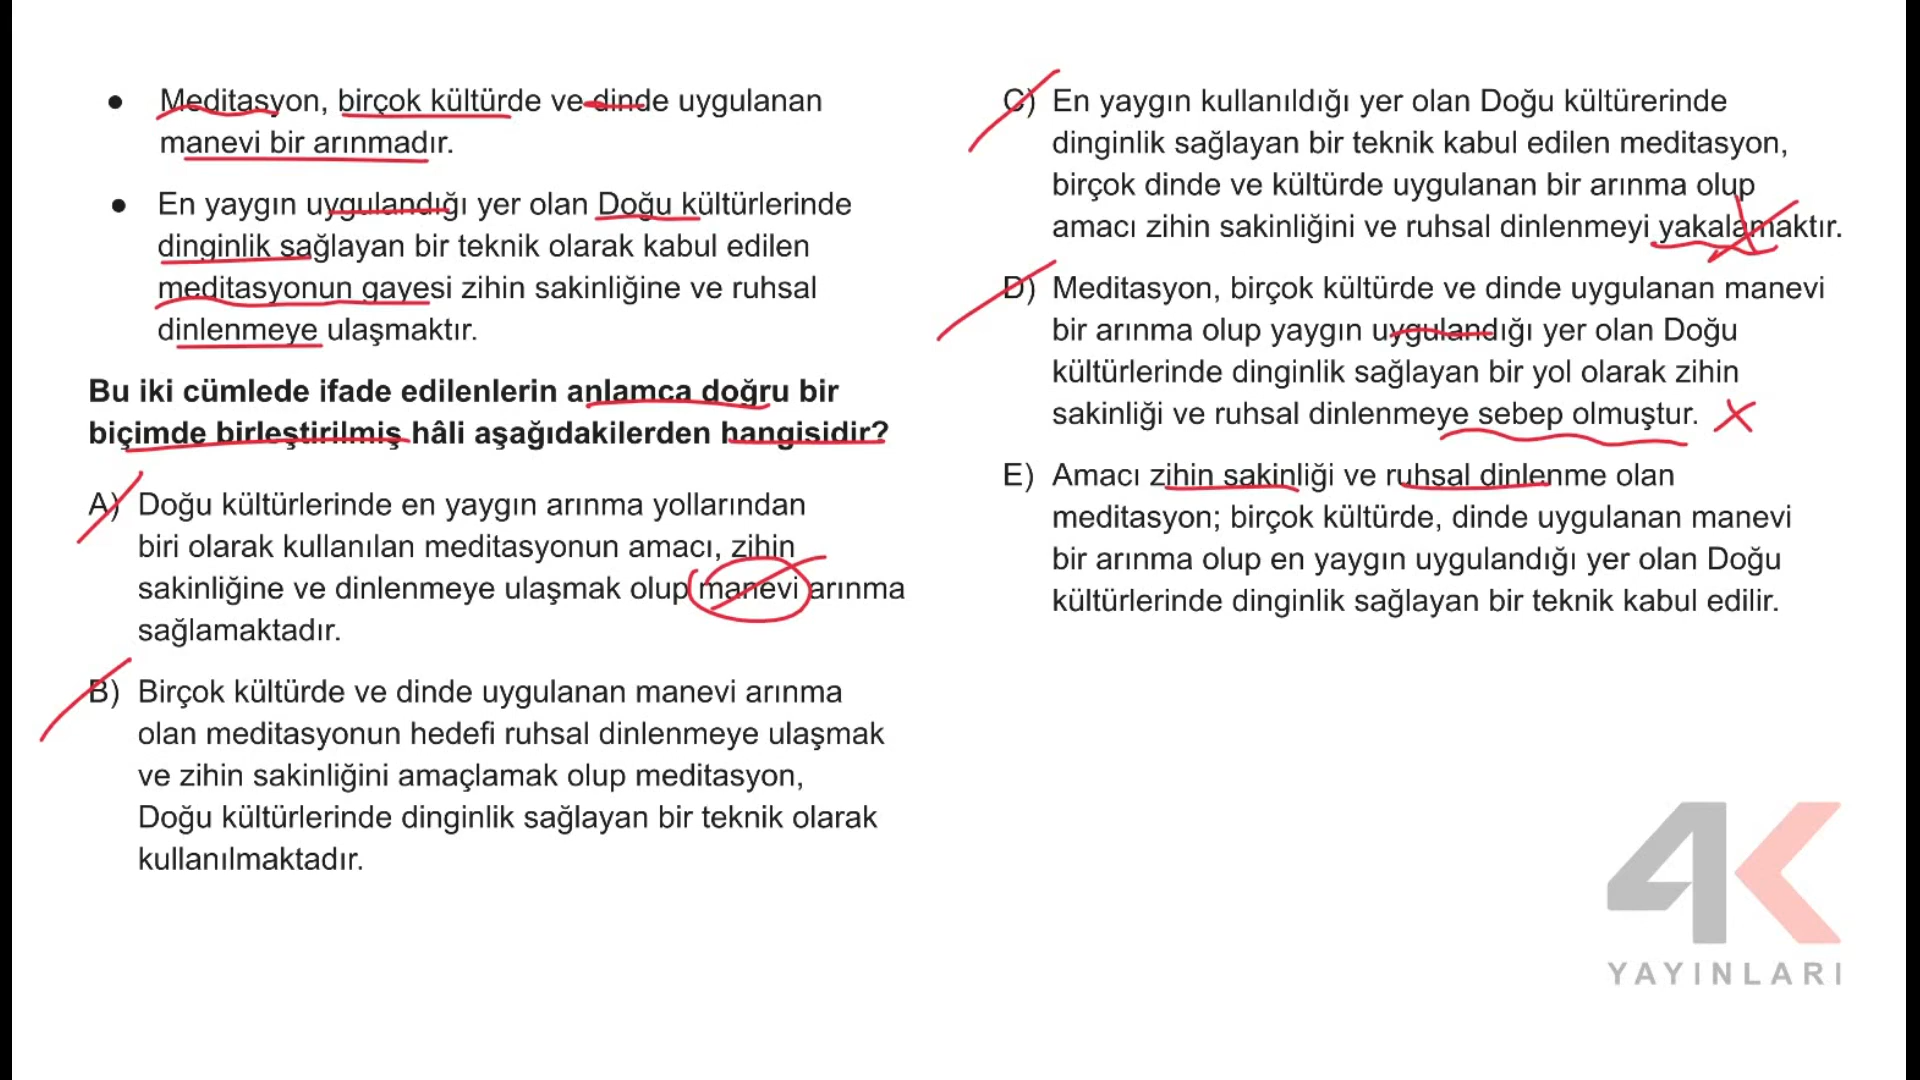 ● Meditasyon, birçok kültürde ve dinde uygulanan
manevi bir arınmadır.
● En yaygın uygulandığı yer olan Doğu kültürlerinde
dinginlik sağlayan bir teknik olarak kabul edilen
meditasyonun gayesi zihin sakinliğine ve ruhsal
dinlenmeye ulaşmaktır.
Bu iki cümlede ifade edilenlerin anlamca doğru bir
biçimde birleştirilmiş hâli aşağıdakilerden hangisidir?
A) Doğu kültürlerinde en yaygın arınma yollarından
biri olarak kullanılan meditasyonun amacı, zihin
sakinliğine ve dinlenmeye ulaşmak olup manevi arınma
sağlamaktadır.
B) Birçok kültürde ve dinde uygulanan manevi arınma
olan meditasyonun hedefi ruhsal dinlenmeye ulaşmak
ve zihin sakinliğini amaçlamak olup meditasyon,
Doğu kültürlerinde dinginlik sağlayan bir teknik olarak
kullanılmaktadır.
C) En yaygın kullanıldığı yer olan Doğu kültürerinde
dinginlik sağlayan bir teknik kabul edilen meditasyon,
birçok dinde ve kültürde uygulanan bir arınma olup
amacı zihin sakinliğini ve ruhsal dinlenmeyi yakalamaktır.
D) Meditasyon, birçok kültürde ve dinde uygulanan manevi
bir arınma olup yaygın uygulandığı yer olan Doğu
kültürlerinde dinginlik sağlayan bir yol olarak zihin
sakinliği ve ruhsal dinlenmeye sebep olmuştur.
E) Amacı zihin sakinliği ve ruhsal dinlenme olan
meditasyon; birçok kültürde, dinde uygulanan manevi
bir arınma olup en yaygın uygulandığı yer olan Doğu
kültürlerinde dinginlik sağlayan bir teknik kabul edilir.
4K
YAYINLARI